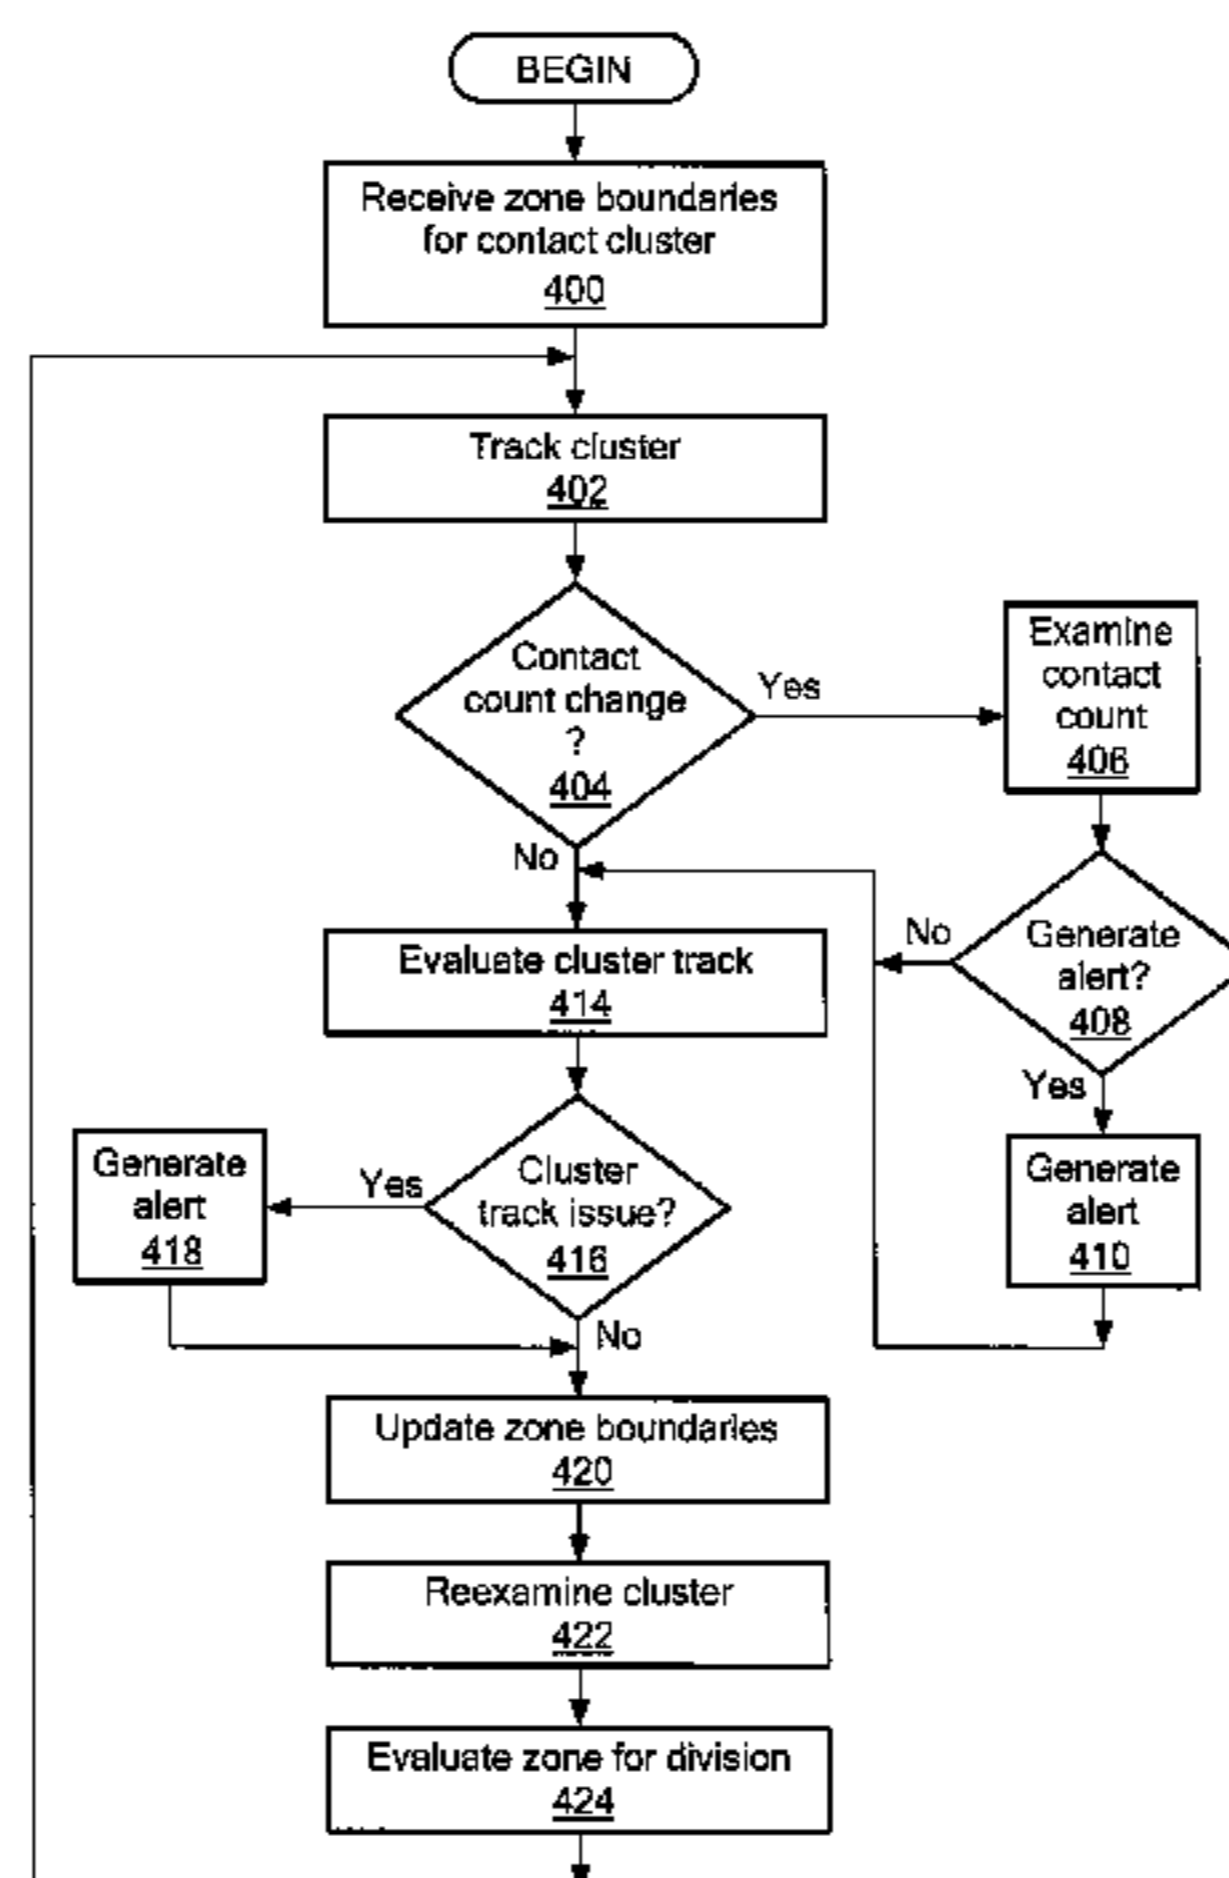 BEGIN
Receive zone boundaries
for contact cluster
400
Track cluster
402
Contact
count change
?
404
Yes
Examine
contact
count
406
No
Generate
alert?
408
No
Yes
Generate
alert
410
Evaluate cluster track
414
Cluster
track issue?
416
Yes
Generate
alert
418
No
Update zone boundaries
420
Reexamine cluster
422
Evaluate zone for division
424